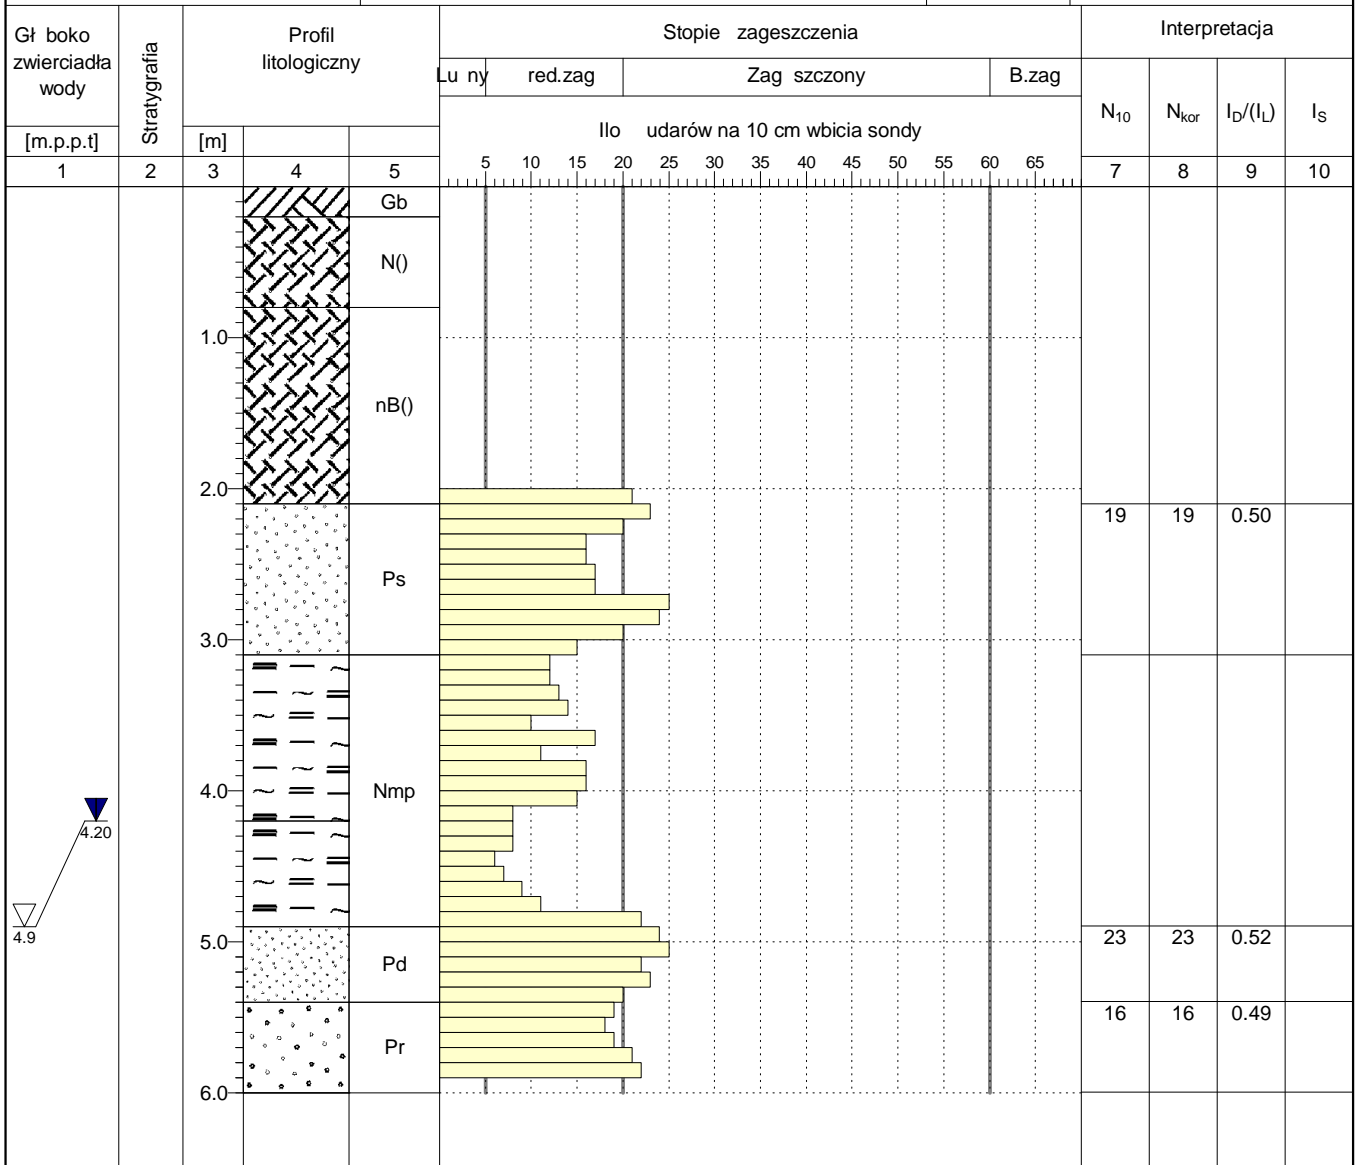 Gł boko
zwierciadła
wody
[m.p.p.t]
Stratygrafia
Profil
litologiczny
[m]
Stopie zageszczenia
Lu ny
red.zag
Zag szczony
B.zag
Ilo udarów na 10 cm wbicia sondy
5 10 15 20 25 30 35 40 45 50 55 60 65
Interpretacja
N10 Nkor ID/(IL) IS
1 2 3 4 5 7 8 9 10
Gb
N()
1.0
nB()
2.0
19 19 0.50
Ps
3.0
Nmp
4.0
4.20
4.9
5.0
23 23 0.52
Pd
16 16 0.49
Pr
6.0